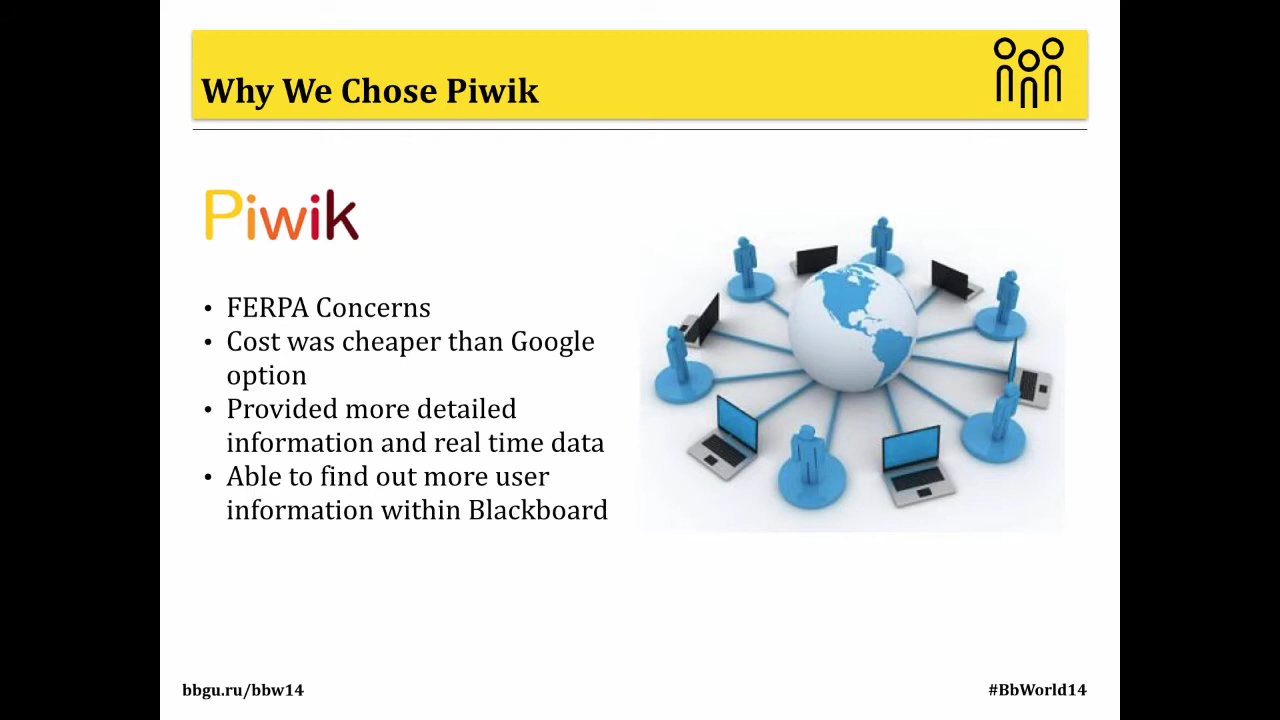 Why We Chose Piwik
Piwik
• FERPA Concerns
• Cost was cheaper than Google
option
• Provided more detailed
information and real time data
• Able to find out more user
information within Blackboard
bbgu.ru/bbw14
#BbWorld14